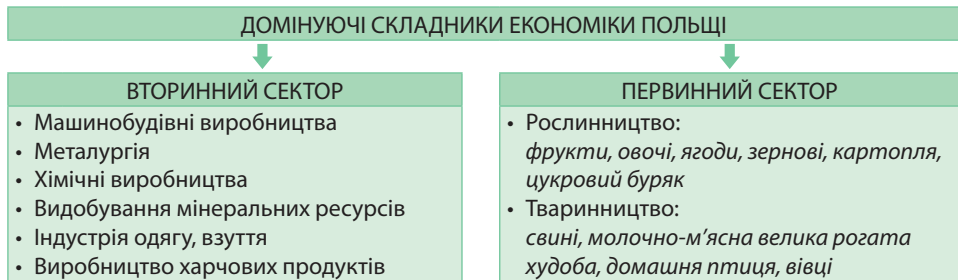 ДОМІНУЮЧІ СКЛАДНИКИ ЕКОНОМІКИ ПОЛЬЩІ
ВТОРИННИЙ СЕКТОР
• Машинобудівні виробництва
• Металургія
• Хімічні виробництва
• Видобування мінеральних ресурсів
• Індустрія одягу, взуття
• Виробництво харчових продуктів
ПЕРВИННИЙ СЕКТОР
• Рослинництво:
фрукти, овочі, ягоди, зернові, картопля,
цукровий буряк
• Тваринництво:
свині, молочно-м’ясна велика рогата
худоба, домашня птиця, вівці